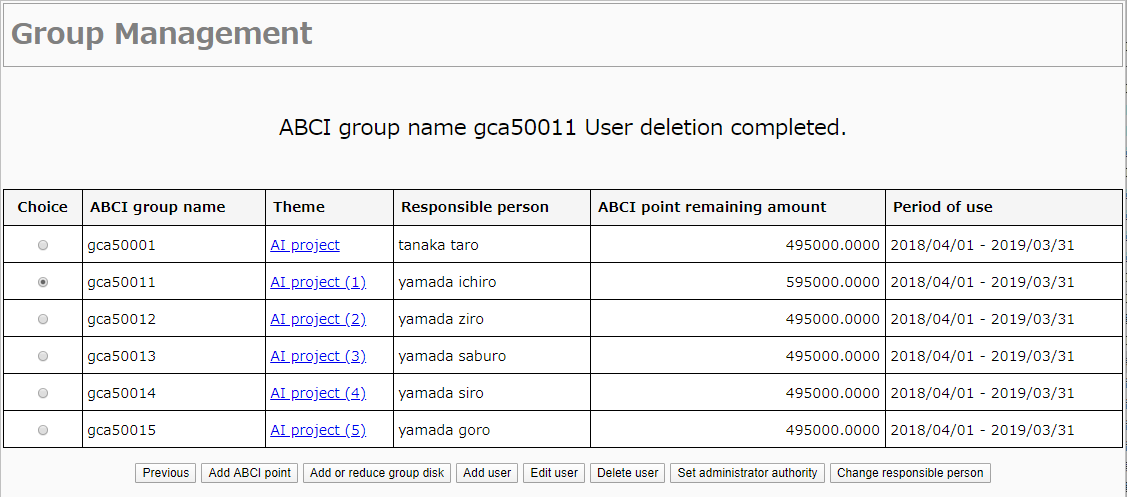 Group Management
ABCI group name gca50011 User deletion completed.
Choice ABCI group name Theme Responsible person ABCI point remaining amount Period of use
gca50001 AI project tanaka taro 495000.0000 2018/04/01 - 2019/03/31
gca50011 AI project (1) yamada ichiro 595000.0000 2018/04/01 - 2019/03/31
gca50012 AI project (2) yamada ziro 495000.0000 2018/04/01 - 2019/03/31
gca50013 AI project (3) yamada saburo 495000.0000 2018/04/01 - 2019/03/31
gca50014 AI project (4) yamada siro 495000.0000 2018/04/01 - 2019/03/31
gca50015 AI project (5) yamada goro 495000.0000 2018/04/01 - 2019/03/31
Previous Add ABCI point Add or reduce group disk Add user Edit user Delete user Set administrator authority Change responsible person